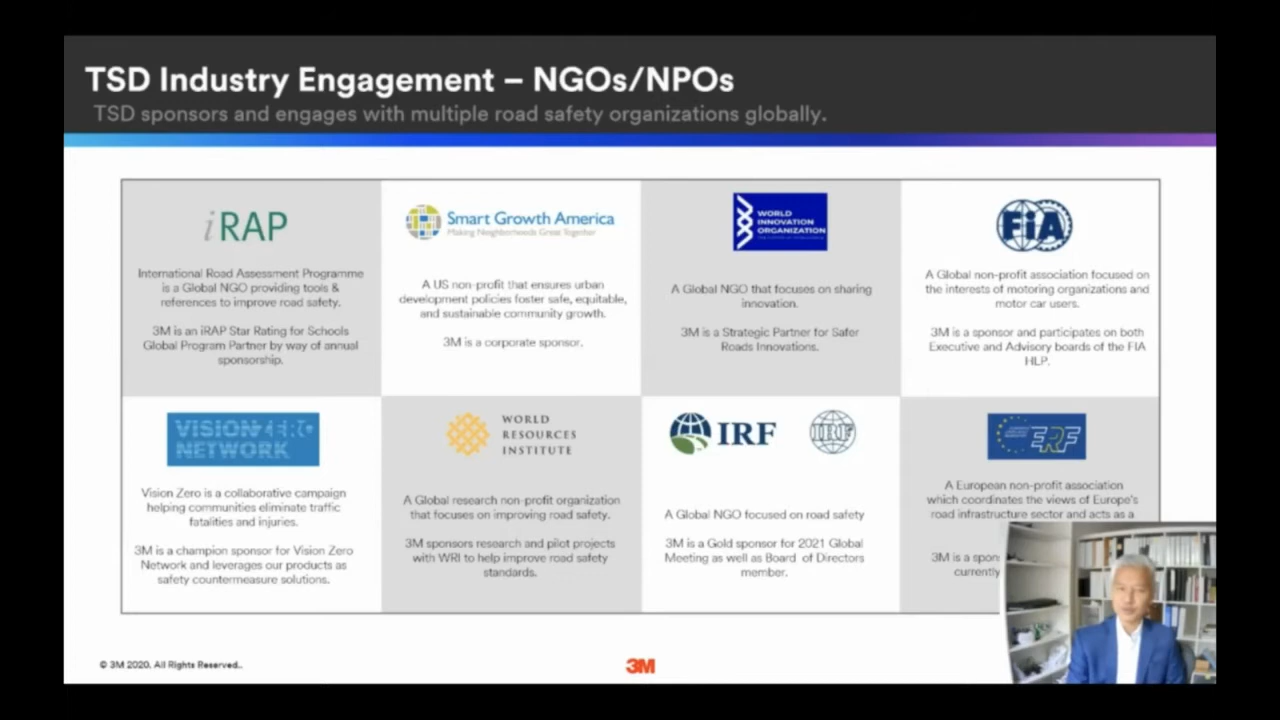 TSD Industry Engagement – NGOs/NPOs
TSD sponsors and engages with multiple road safety organizations globally.
iRAP
International Road Assessment Programme
is a Global NGO providing tools &
references to improve road safety.
3M is an iRAP Star Rating for Schools
Global Program Partner by way of annual
sponsorship.
Smart Growth America
Making Neighborhoods Great Together
A US non-profit that ensures urban
development policies foster safe, equitable,
and sustainable community growth.
3M is a corporate sponsor.
WORLD
INNOVATION
ORGANIZATION
A Global NGO that focuses on sharing
innovation.
3M is a Strategic Partner for Safer
Roads Innovations.
FiA
A Global non-profit association focused on
the interests of motoring organizations and
motor car users.
3M is a sponsor and participates on both
Executive and Advisory boards of the FIA
HLP.
VISION ZERO
NETWORK
Vision Zero is a collaborative campaign
helping communities eliminate traffic
fatalities and injuries.
3M is a champion sponsor for Vision Zero
Network and leverages our products as
safety countermeasure solutions.
WORLD
RESOURCES
INSTITUTE
A Global research non-profit organization
that focuses on improving road safety.
3M sponsors research and pilot projects
with WRI to help improve road safety
standards.
IRF
IRF
A Global NGO focused on road safety
3M is a Gold sponsor for 2021 Global
Meeting as well as Board of Directors
member.
ERF
A European non-profit association
which coordinates the views of Europe's
road infrastructure sector and acts as a
3M is a
currently
© 3M 2020. All Rights Reserved..
3M